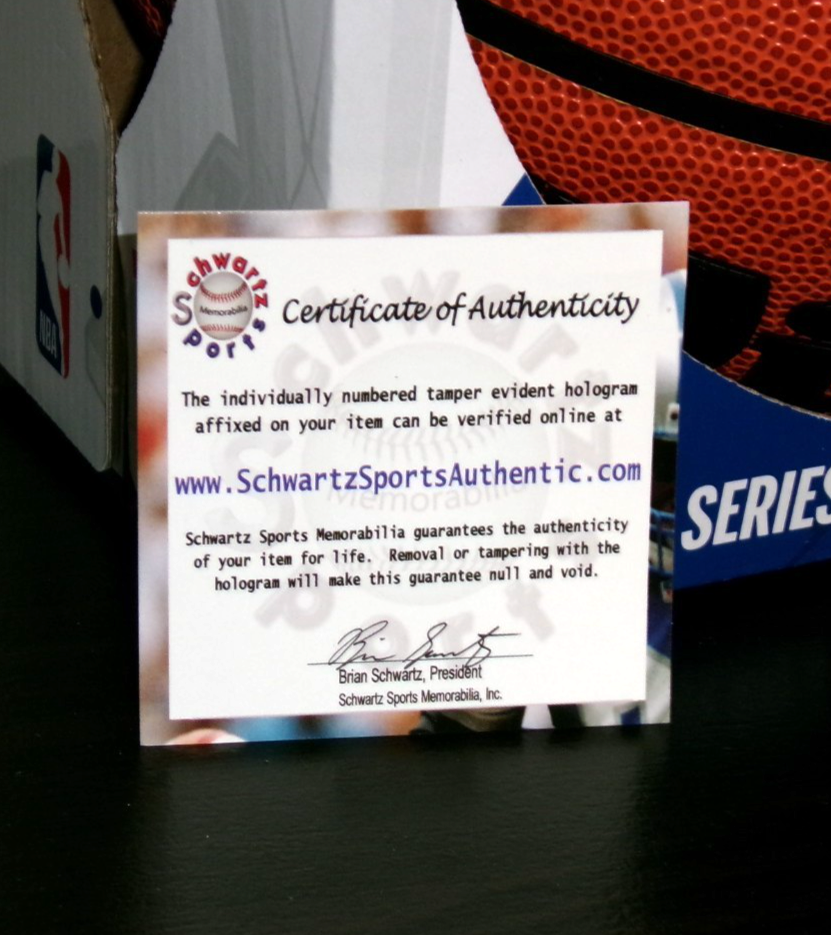 Schwartz
Sports
Memorabilia
Certificate of Authenticity
The individually numbered tamper evident hologram
affixed on your item can be verified online at
www.SchwartzSportsAuthentic.com
Schwartz Sports Memorabilia guarantees the authenticity
of your item for life. Removal or tampering with the
hologram will make this guarantee null and void.
Brian Schwartz, President
Schwartz Sports Memorabilia, Inc.
NBA
SERIES